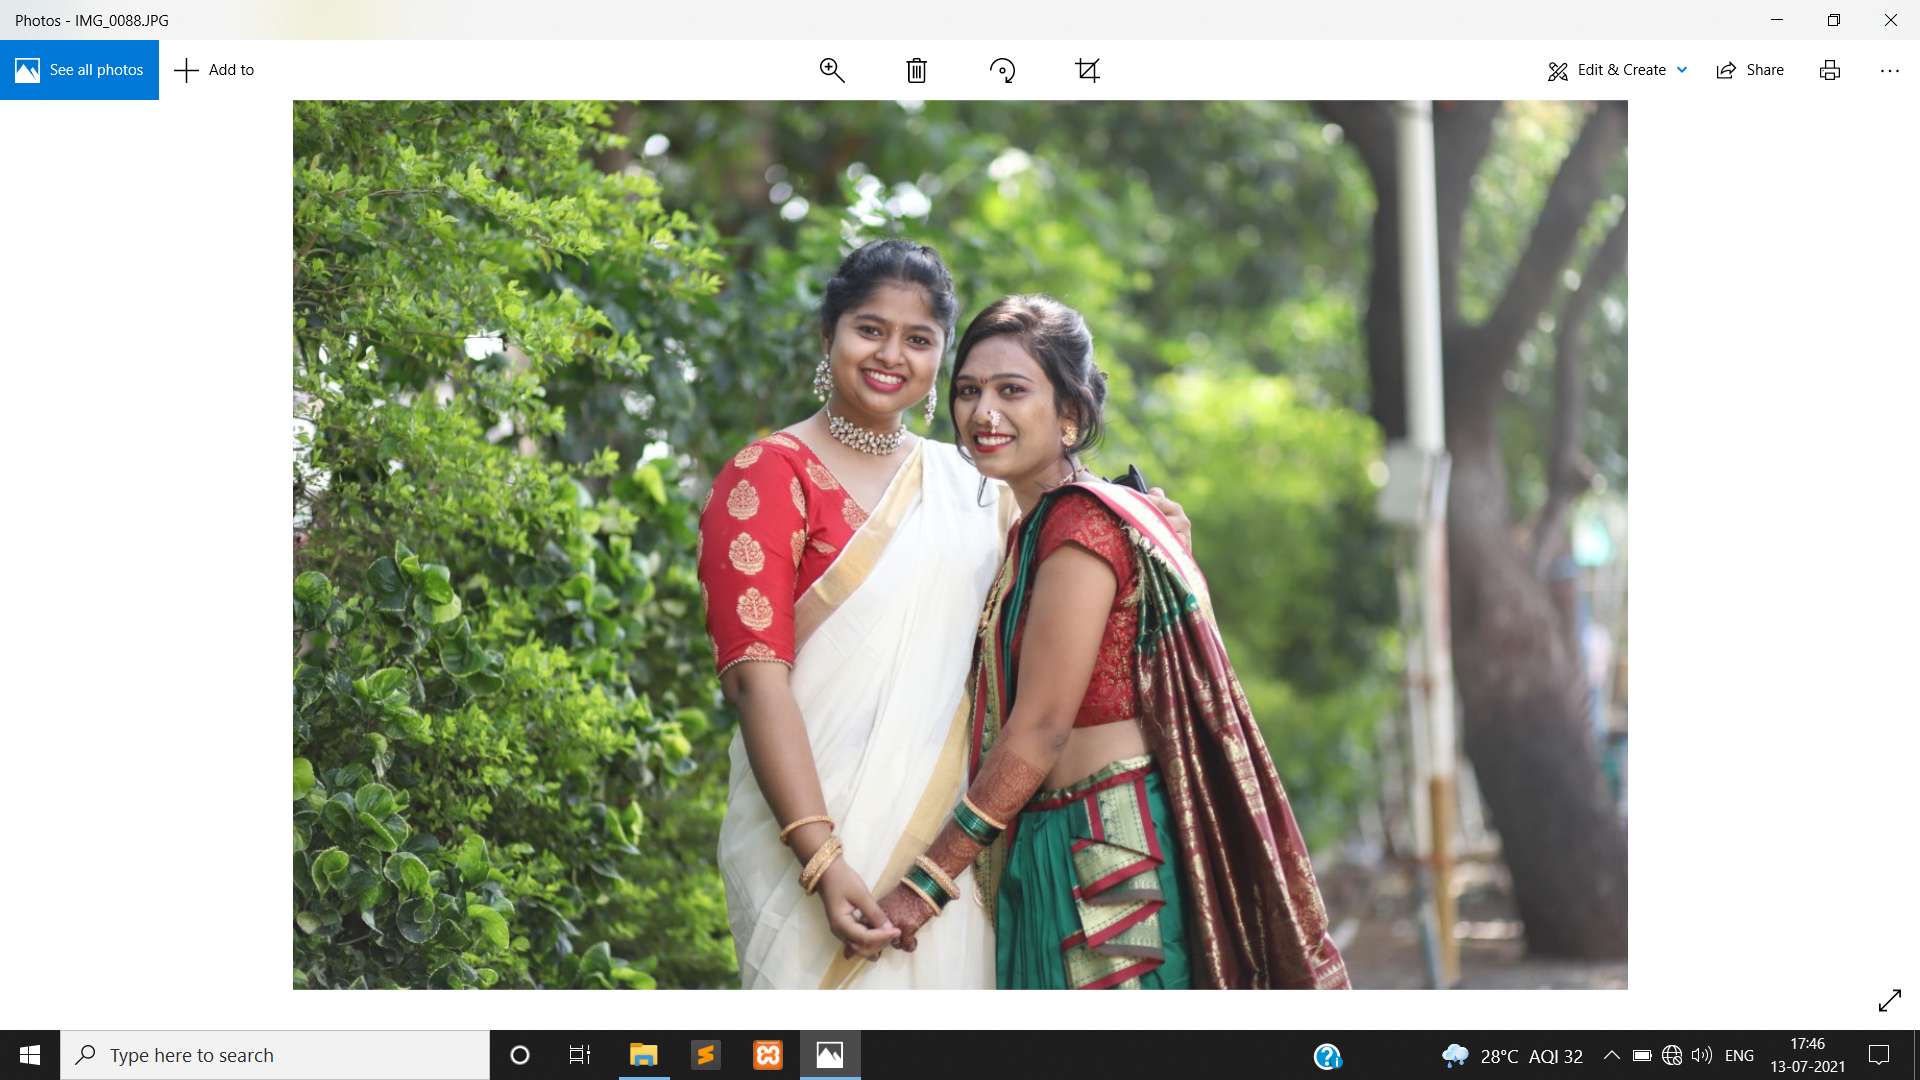 Photos - IMG_0088.JPG
See all photos
Add to
Edit & Create
Share
Type here to search
28°C AQI 32
ENG
17:46
13-07-2021